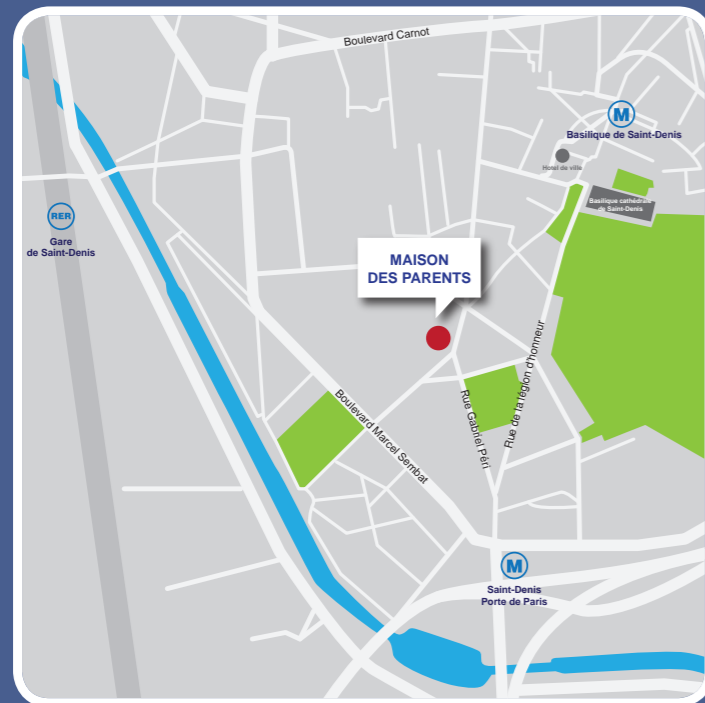 Boulevard Carnot
M
Basilique de Saint-Denis
Hotel de ville
Basilique cathédrale
de Saint-Denis
RER
Gare
de Saint-Denis
MAISON
DES PARENTS
Rue de la légion d'honneur
Boulevard Marcel Sembat
Rue Gabriel Péri
M
Saint-Denis
Porte de Paris